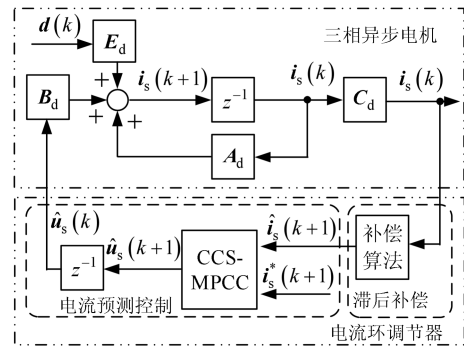 d(k)
E_d
三相异步电机
B_d
+
+
+
i_s(k+1)
z^{-1}
i_s(k)
C_d
i_s(k)
A_d
û_s(k)
z^{-1}
û_s(k+1)
CCS-
MPCC
î_s(k+1)
i_s^*(k+1)
补偿
算法
电流预测控制
滞后补偿
电流环调节器